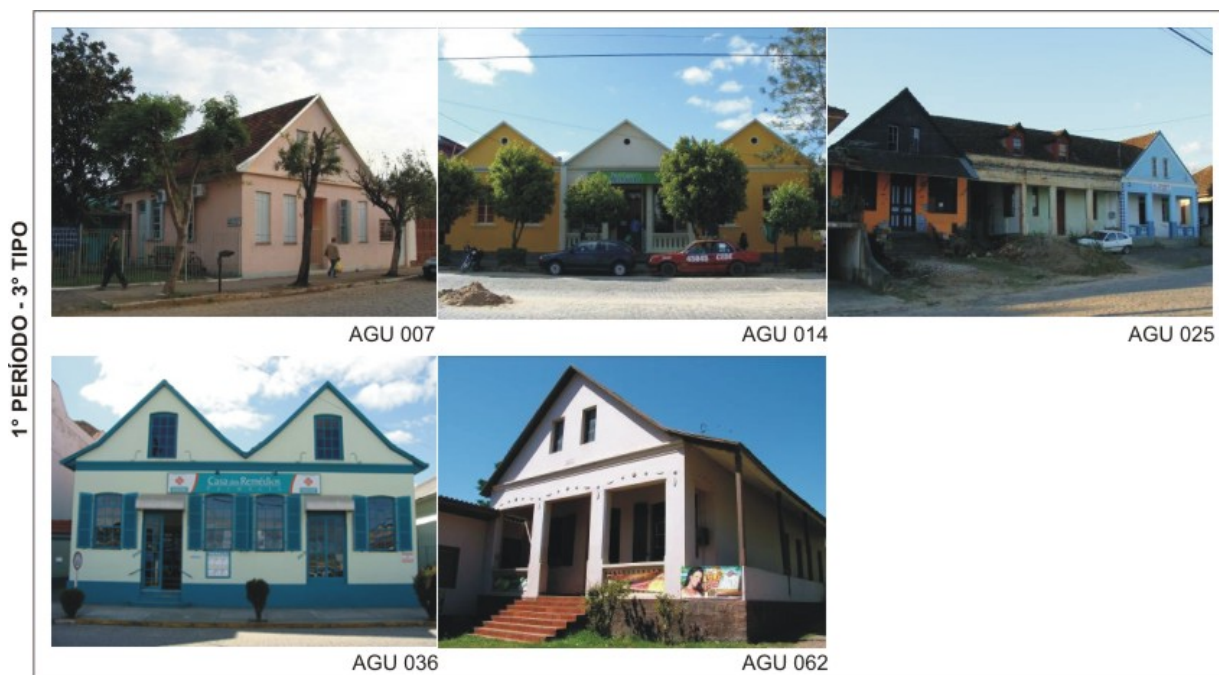 1° PERÍODO - 3° TIPO
AGU 007
AGU 014
AGU 025
Casa dos Remédios
AGU 036
AGU 062